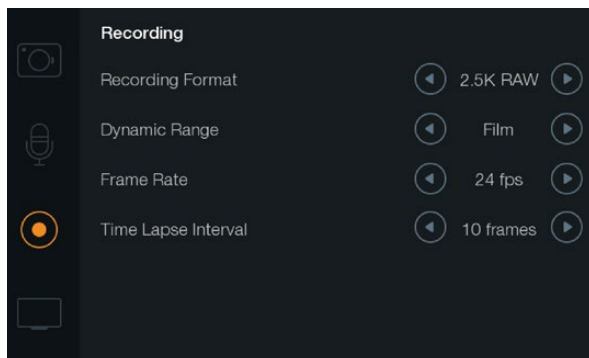 Recording
Recording Format 2.5K RAW
Dynamic Range Film
Frame Rate 24 fps
Time Lapse Interval 10 frames